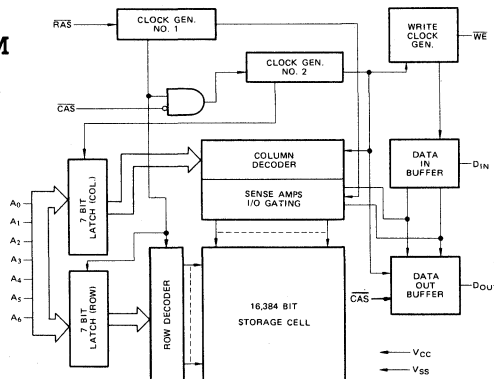 M
RAS
CLOCK GEN.
NO. 1
WRITE
CLOCK
GEN.
WE
CLOCK GEN.
NO. 2
CAS
7 BIT
LATCH (COL.)
COLUMN
DECODER
SENSE AMPS
I/O GATING
DATA
IN
BUFFER
DIN
A0
A1
A2
A3
A4
A5
A6
7 BIT
LATCH (ROW)
ROW DECODER
16,384 BIT
STORAGE CELL
CAS
DATA
OUT
BUFFER
DOUT
VCC
VSS